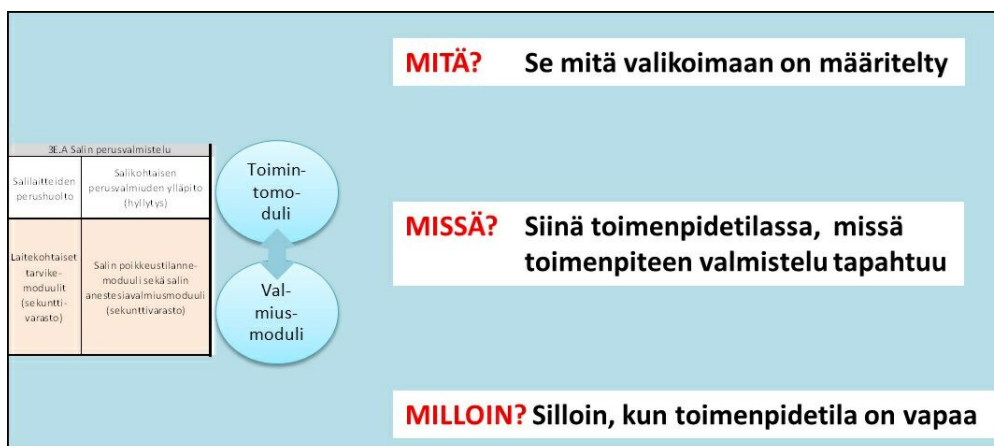 MITÄ? Se mitä valikoimaan on määritelty
3E.A Salin perusvalmistelu
Salilaitteiden
perushuolto
Salikohtaisen
perusvalmiuden ylläpito
(hyllytys)
Laitekohtaiset
tarvike-
moduulit
(sekuntti-
varasto)
Salin poikkeustilanne-
moduuli sekä salin
anestesiavalmiusmoduuli
(sekunttivarasto)
Toimin-
tomo-
duli
Val-
mius-
moduli
MISSÄ? Siinä toimenpidetilassa, missä
toimenpiteen valmistelu tapahtuu
MILLOIN? Silloin, kun toimenpidetila on vapaa